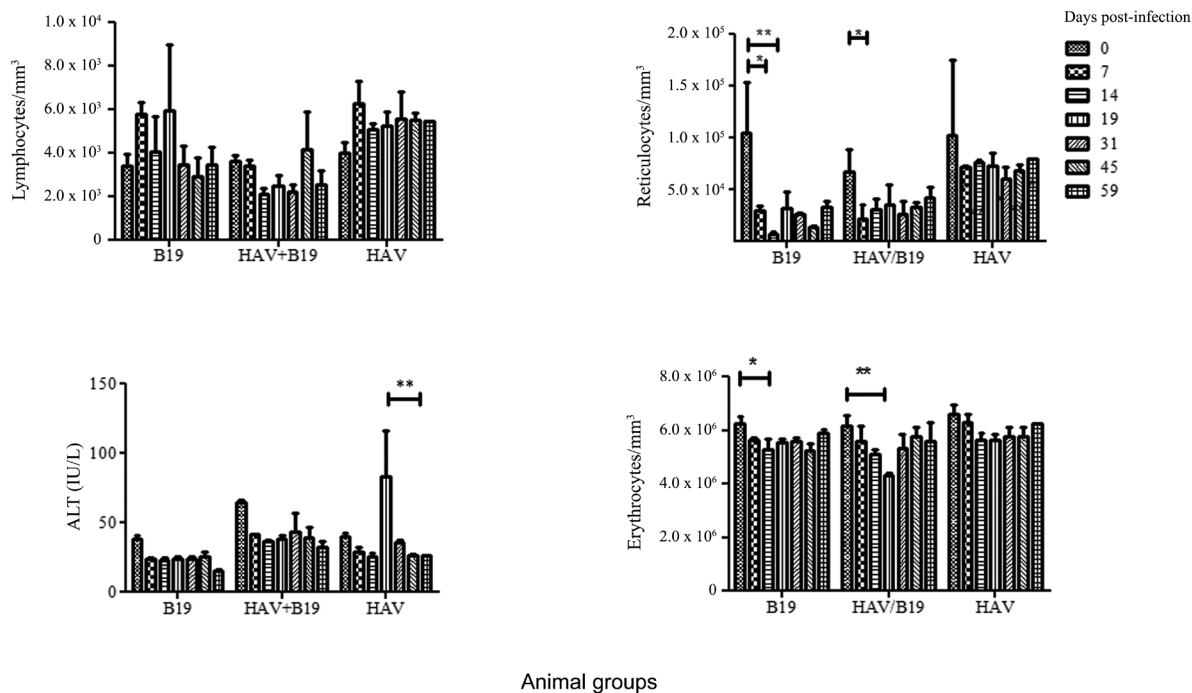 Lymphocytes/mm³
1.0 x 10⁴
8.0 x 10³
6.0 x 10³
4.0 x 10³
2.0 x 10³
0
B19 HAV+B19 HAV
Reticulocytes/mm³
2.0 x 10⁵
1.5 x 10⁵
1.0 x 10⁵
5.0 x 10⁴
0
** * *
B19 HAV/B19 HAV
Days post-infection
0
7
14
19
31
45
59
ALT (IU/L)
150
100
50
0
**
B19 HAV+B19 HAV
Erythrocytes/mm³
8.0 x 10⁶
6.0 x 10⁶
4.0 x 10⁶
2.0 x 10⁶
0
* **
B19 HAV/B19 HAV
Animal groups